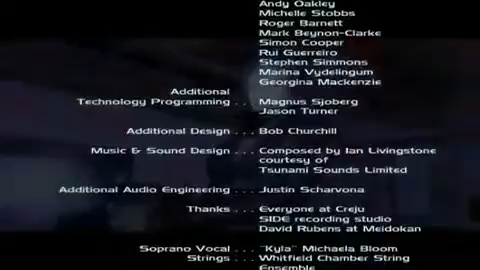 Andy Oakley
Michelle Stobbs
Roger Barnett
Mark Beynon-Clarke
Simon Cooper
Rui Guerreiro
Stephen Simmons
Marina Vydelingum
Georgina Mackenzie
Additional
Technology Programming . . . Magnus Sjoberg
Jason Turner
Additional Design . . . Bob Churchill
Music & Sound Design . . . Composed by Ian Livingstone
courtesy of
Tsunami Sounds Limited
Additional Audio Engineering . . . Justin Scharvona
Thanks . . . Everyone at Creju
SIDE recording studio
David Rubens at Meidokan
Soprano Vocal . . . "Kyla" Michaela Bloom
Strings . . . Whitfield Chamber String
Ensemble